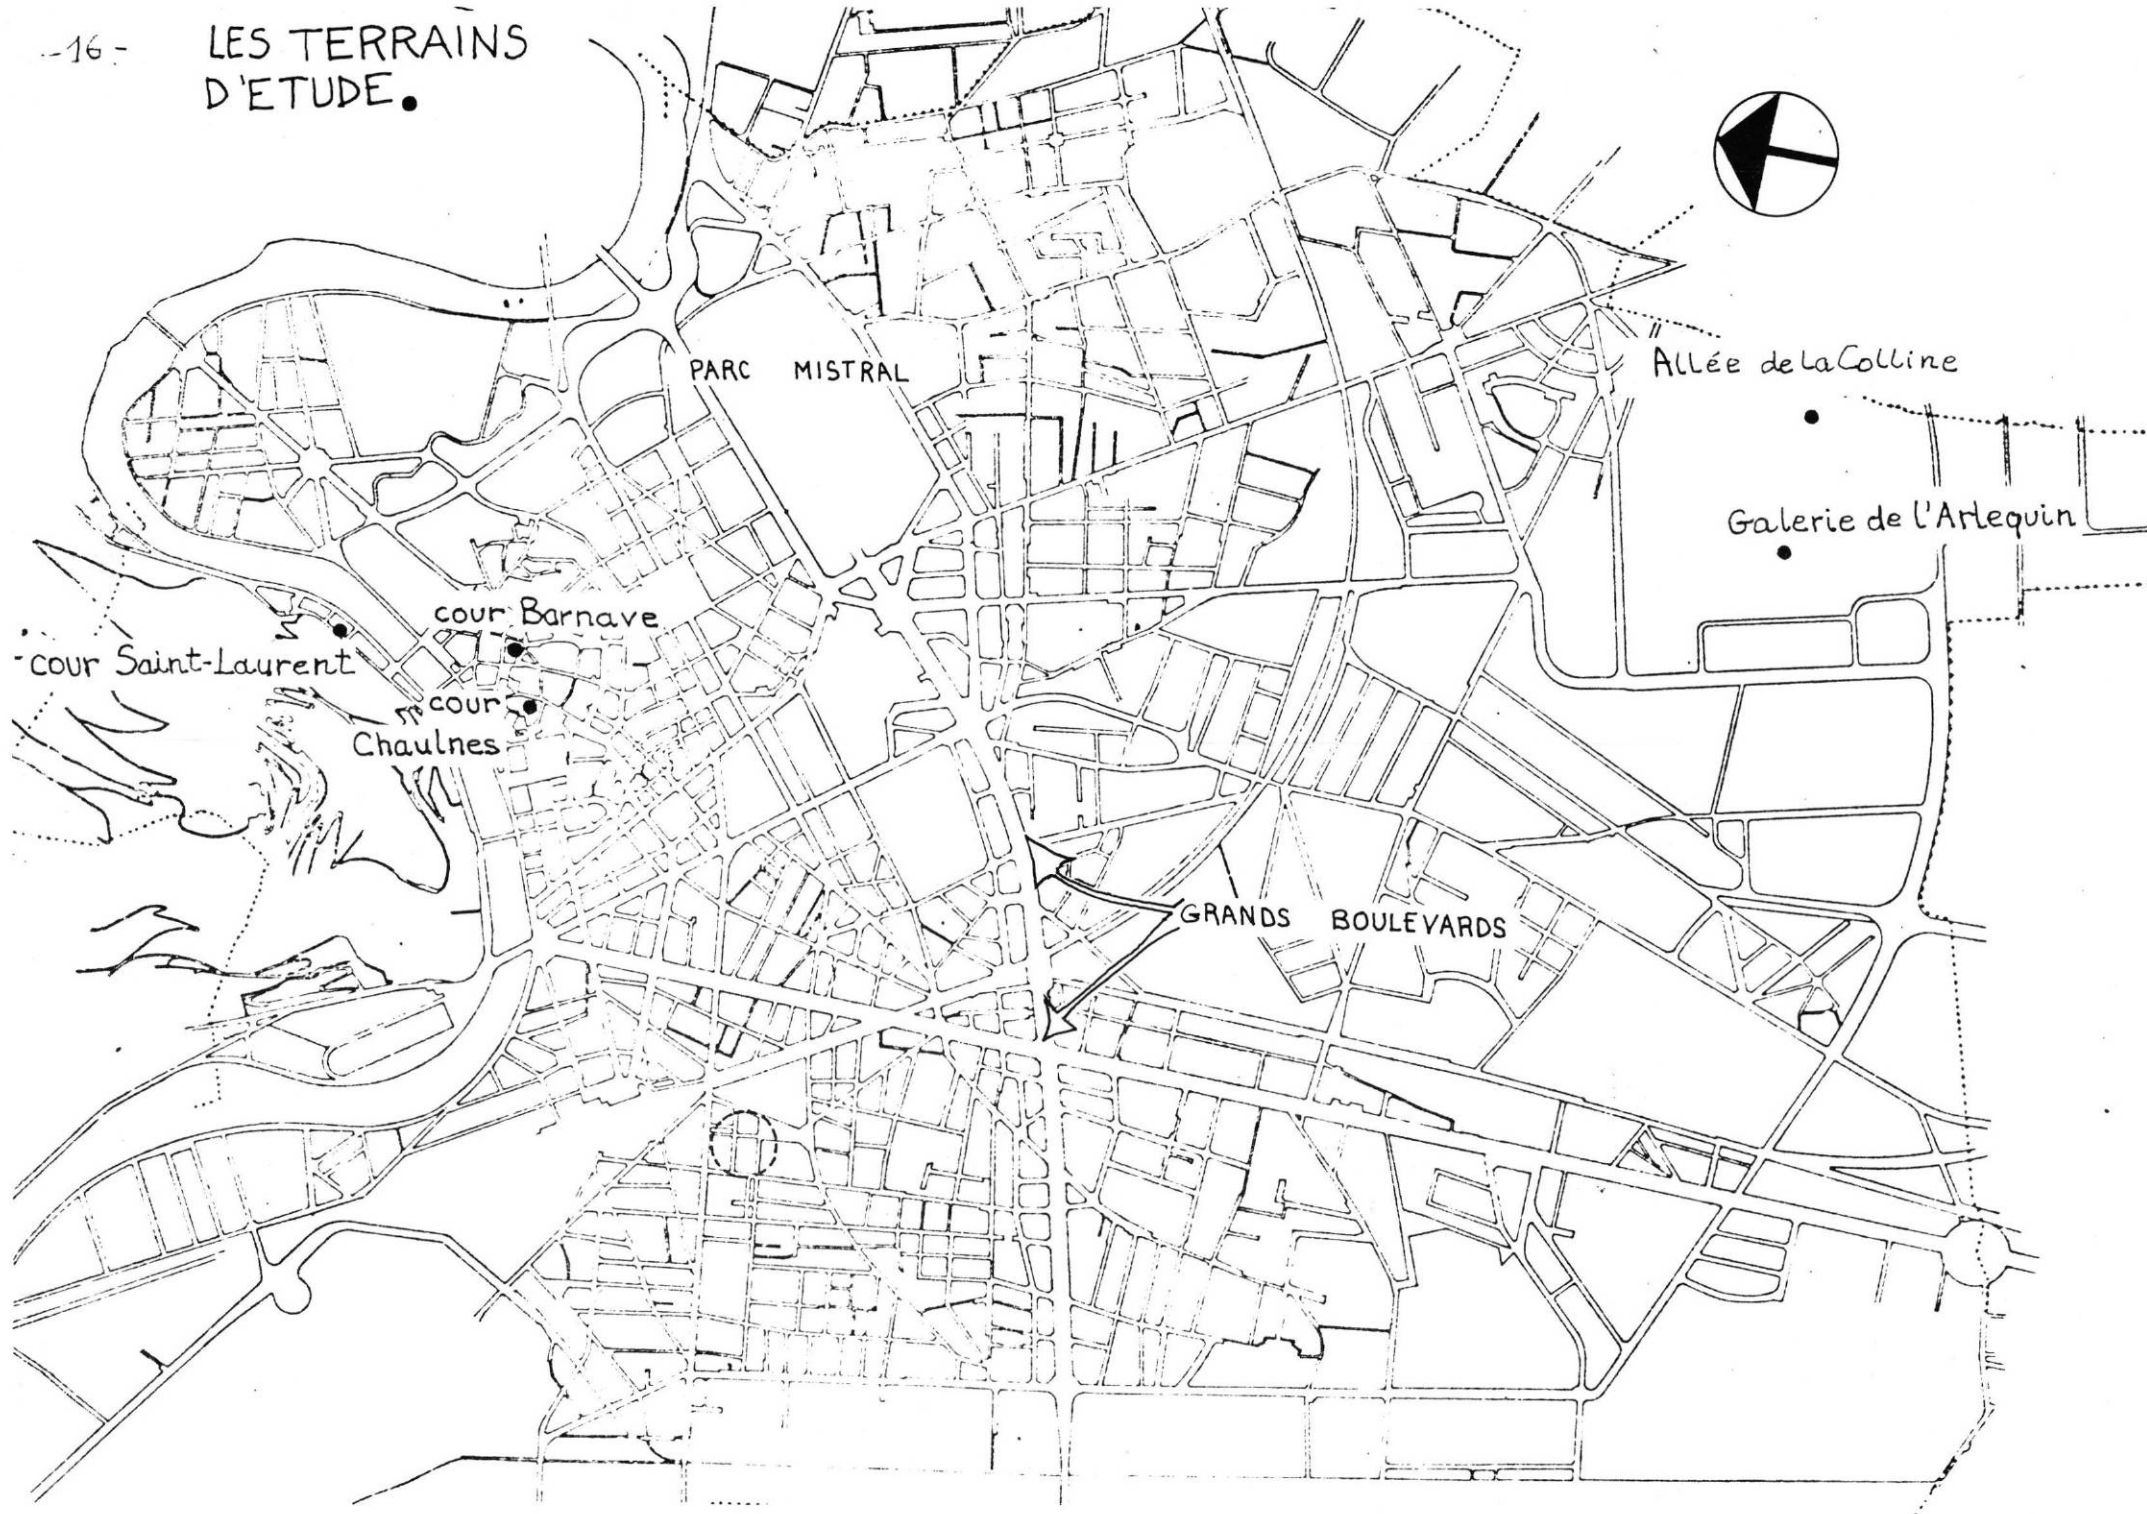 -16-
LES TERRAINS
D'ETUDE.
PARC MISTRAL
Allée de la Colline
Galerie de l'Arlequin
cour Barnave
cour Saint-Laurent
cour
Chaulnes
GRANDS BOULEVARDS